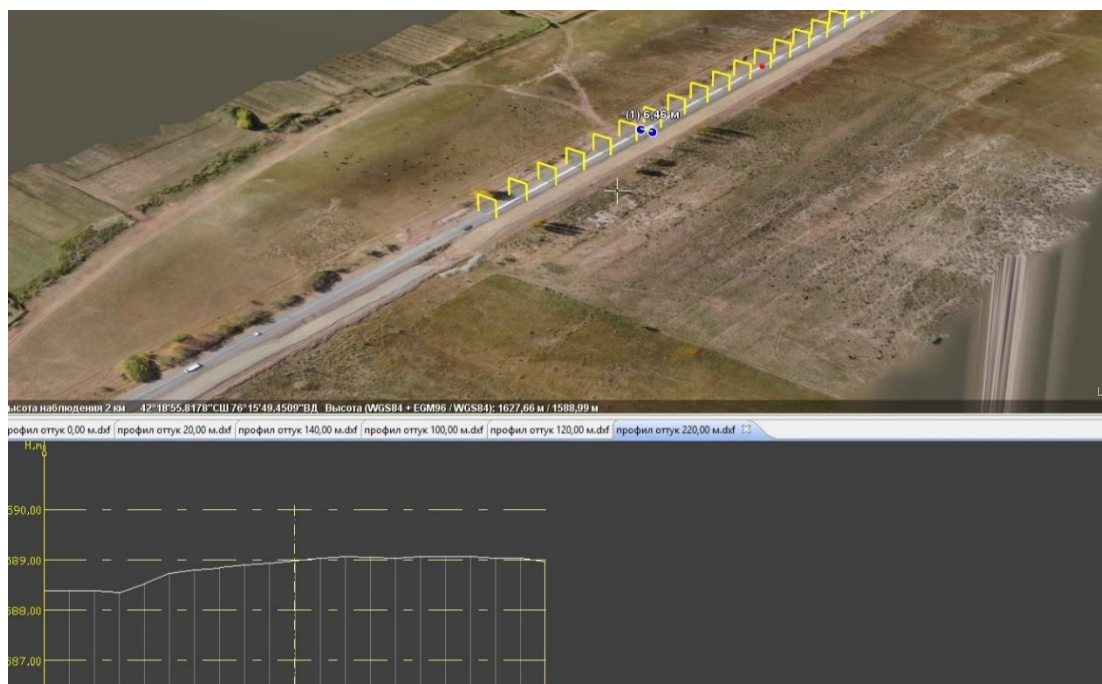 (1) 6,46 м
ысота наблюдения 2 км 42°18'55.8178"СШ 76°15'49,4509"ВД Высота (WGS84 + EGM96 / WGS84): 1627,66 м / 1588,99 м
профил оттук 0,00 м.dxf профил оттук 20,00 м.dxf профил оттук 140,00 м.dxf профил оттук 100,00 м.dxf профил оттук 120,00 м.dxf профил оттук 220,00 м.dxf
H,м
590,00
589,00
588,00
587,00